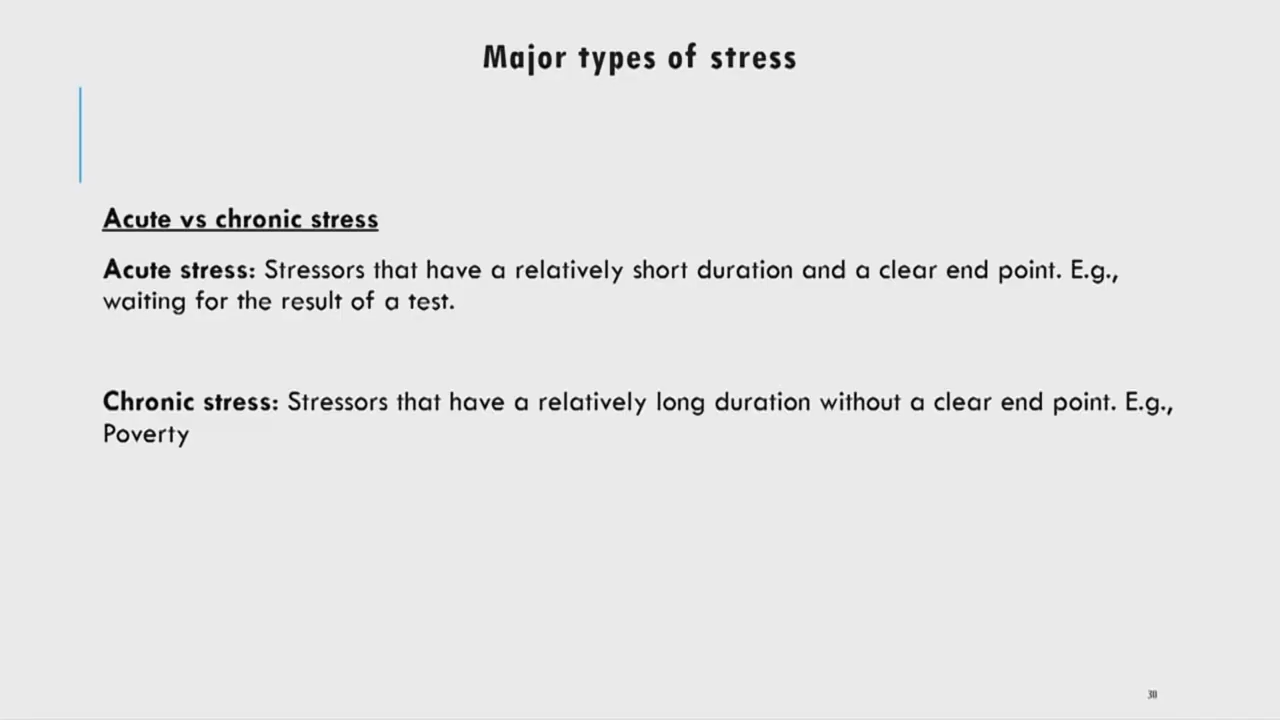 Major types of stress
Acute vs chronic stress
Acute stress: Stressors that have a relatively short duration and a clear end point. E.g.,
waiting for the result of a test.
Chronic stress: Stressors that have a relatively long duration without a clear end point. E.g.,
Poverty
30